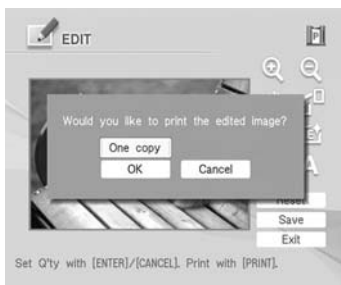 EDIT
P
Would you like to print the edited image?
One copy
OK
Cancel
E
A
Reset
Save
Exit
Set Q'ty with [ENTER]/[CANCEL]. Print with [PRINT].